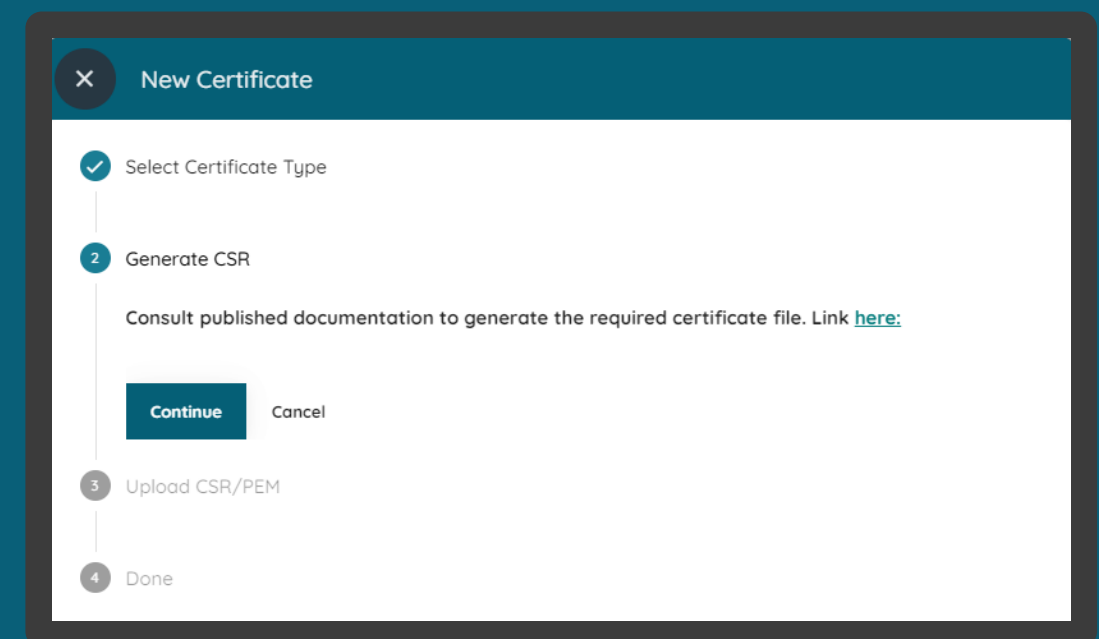 New Certificate
Select Certificate Type
2 Generate CSR
Consult published documentation to generate the required certificate file. Link here:
Continue Cancel
3 Upload CSR/PEM
4 Done